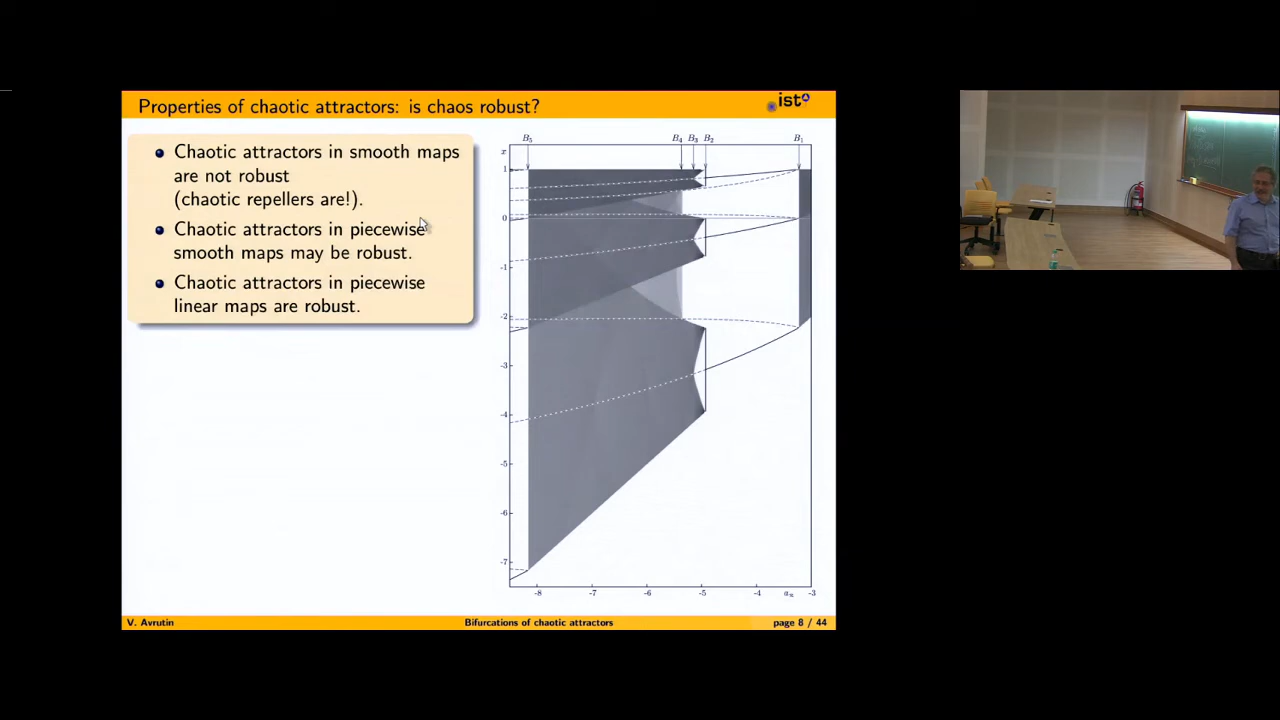 Properties of chaotic attractors: is chaos robust?
ist
Chaotic attractors in smooth maps
are not robust
(chaotic repellers are!).
Chaotic attractors in piecewise
smooth maps may be robust.
Chaotic attractors in piecewise
linear maps are robust.
B5 B4 B3 B2 B1
x
1
0
-1
-2
-3
-4
-5
-6
-7
-8 -7 -6 -5 -4 -3
V. Avrutin Bifurcations of chaotic attractors page 8 / 44